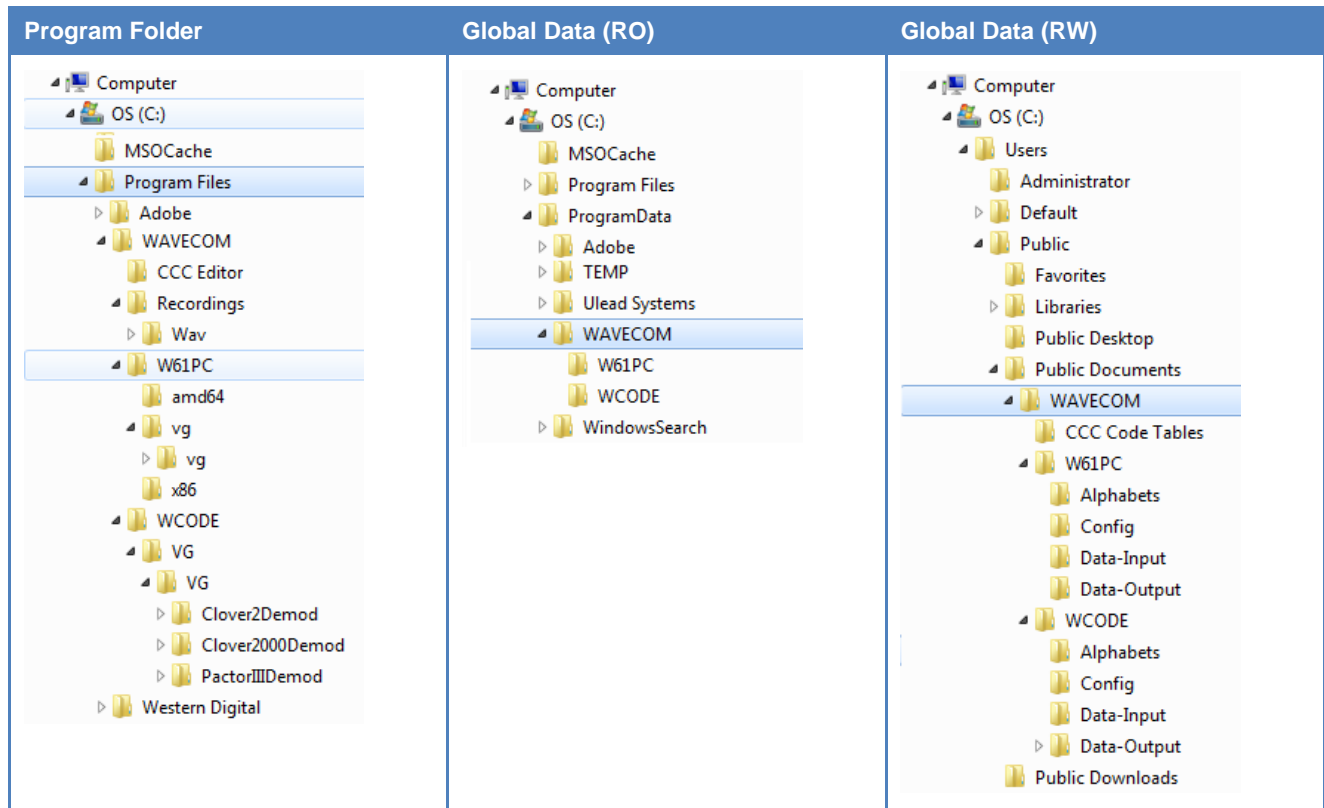 Program Folder
Global Data (RO)
Global Data (RW)
Computer
OS (C:)
MSOCache
Program Files
Adobe
WAVECOM
CCC Editor
Recordings
Wav
W61PC
amd64
vg
vg
x86
WCODE
VG
VG
Clover2Demod
Clover2000Demod
PactorIIIDemod
Western Digital
Computer
OS (C:)
MSOCache
Program Files
ProgramData
Adobe
TEMP
Ulead Systems
WAVECOM
W61PC
WCODE
WindowsSearch
Computer
OS (C:)
Users
Administrator
Default
Public
Favorites
Libraries
Public Desktop
Public Documents
WAVECOM
CCC Code Tables
W61PC
Alphabets
Config
Data-Input
Data-Output
WCODE
Alphabets
Config
Data-Input
Data-Output
Public Downloads